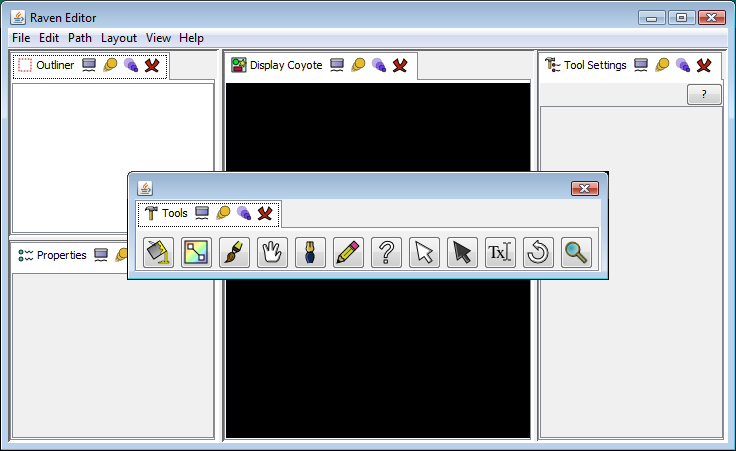 Raven Editor
File Edit Path Layout View Help
Outliner
Display Coyote
Tool Settings
?
Tools
?
Tx
Properties